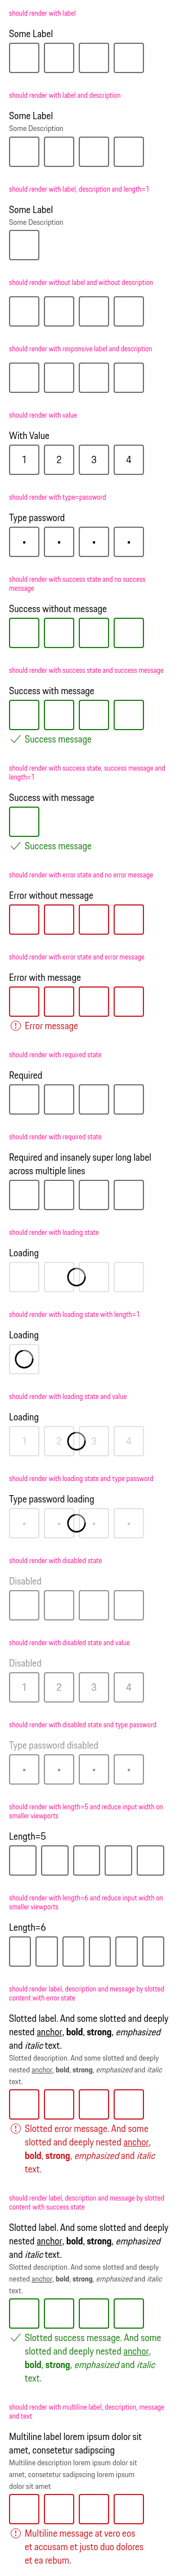 should render with label
Some Label
should render with label and description
Some Label
Some Description
should render with label, description and length=1
Some Label
Some Description
should render without label and without description
should render with responsive label and description
should render with value
With Value
1 2 3 4
should render with type=password
Type password
should render with success state and no success
message
Success without message
should render with success state and success message
Success with message
Success message
should render with success state, success message and
length=1
Success with message
Success message
should render with error state and no error message
Error without message
should render with error state and error message
Error with message
Error message
should render with required state
Required
should render with required state
Required and insanely super long label
across multiple lines
should render with loading state
Loading
should render with loading state with length=1
Loading
should render with loading state and value
Loading
1 2 3 4
should render with loading state and type password
Type password loading
should render with disabled state
Disabled
should render with disabled state and value
Disabled
1 2 3 4
should render with disabled state and type password
Type password disabled
should render with length=5 and reduce input width on
smaller viewports
Length=5
should render with length=6 and reduce input width on
smaller viewports
Length=6
should render label, description and message by slotted
content with error state
Slotted label. And some slotted and deeply
nested anchor, bold, strong, emphasized and
italic text.
Slotted description. And some slotted and deeply
nested anchor, bold, strong, emphasized and italic
text.
Slotted error message. And some
slotted and deeply nested anchor,
bold, strong, emphasized and italic
text.
should render label, description and message by slotted
content with success state
Slotted label. And some slotted and deeply
nested anchor, bold, strong, emphasized and
italic text.
Slotted description. And some slotted and deeply
nested anchor, bold, strong, emphasized and italic
text.
Slotted success message. And some
slotted and deeply nested anchor,
bold, strong, emphasized and italic
text.
should render with multiline label, description, message
and text
Multiline label lorem ipsum dolor sit
amet, consetetur sadipscing
Multiline description lorem ipsum dolor sit
amet, consetetur sadipscing lorem ipsum
dolor sit amet
Multiline message at vero eos
et accusam et justo duo dolores
et ea rebum.